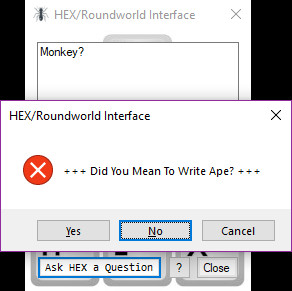 HEX/Roundworld Interface
Monkey?
HEX/Roundworld Interface
+++ Did You Mean To Write Ape? +++
Yes No Cancel
Ask HEX a Question ? Close